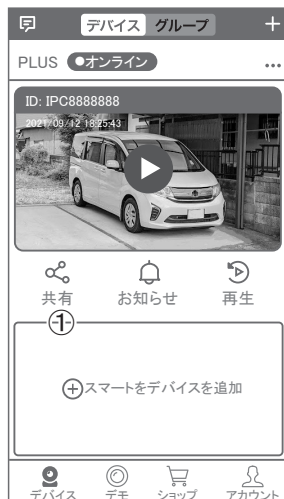 デバイス グループ
PLUS オンライン
ID: IPC8888888
2021/09/12 18:25:43
共有 お知らせ 再生
①
スマートをデバイスを追加
デバイス デモ ショップ アカウント